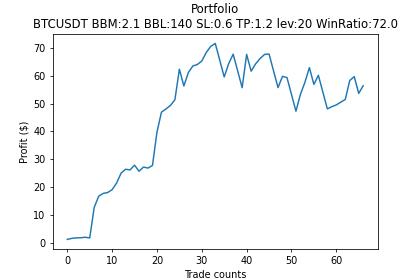 Portfolio
BTCUSDT BBM:2.1 BBL:140 SL:0.6 TP:1.2 lev:20 WinRatio:72.0
Profit ($)
70
60
50
40
30
20
10
0
0 10 20 30 40 50 60
Trade counts